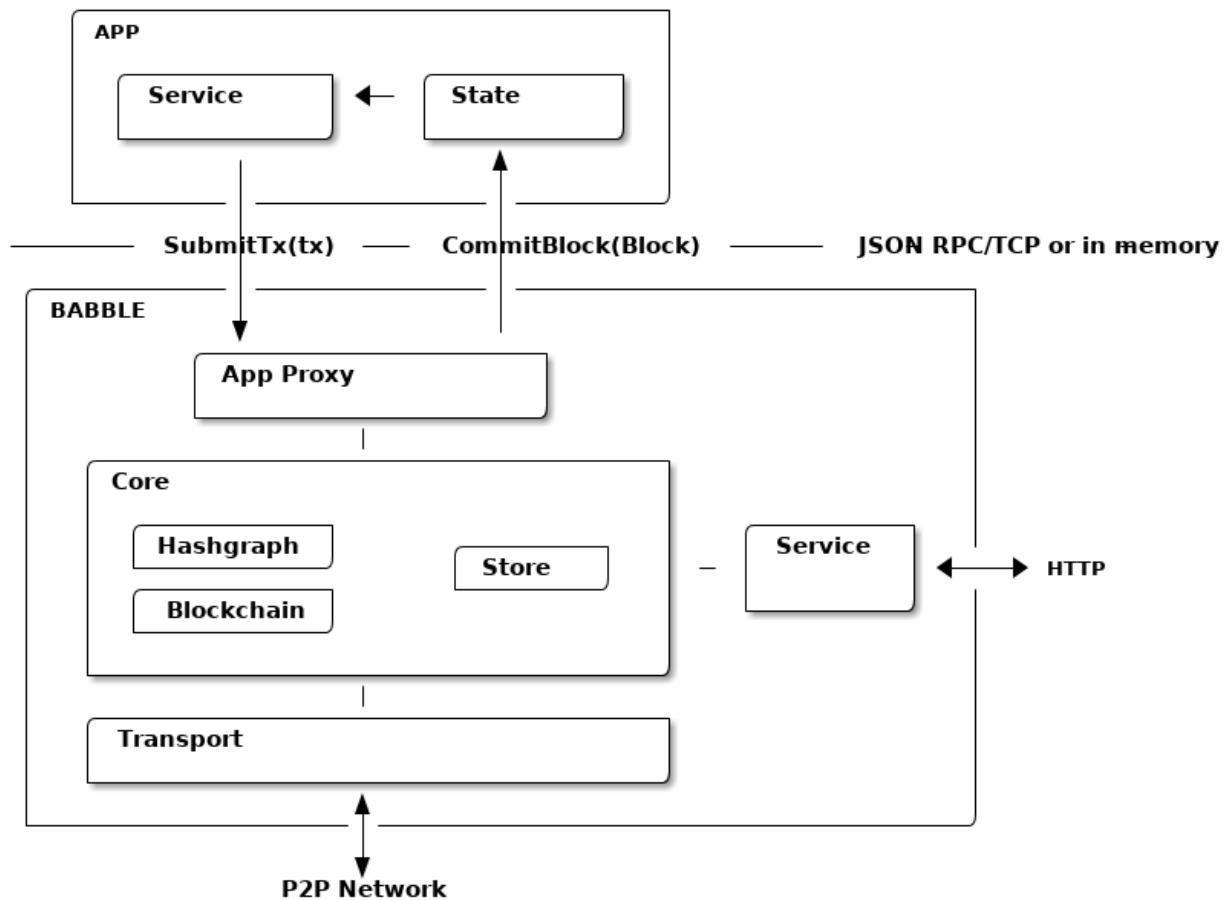 APP
Service State
SubmitTx(tx) CommitBlock(Block) JSON RPC/TCP or in memory
BABBLE
App Proxy
Core
Hashgraph
Store
Service
HTTP
Blockchain
Transport
P2P Network